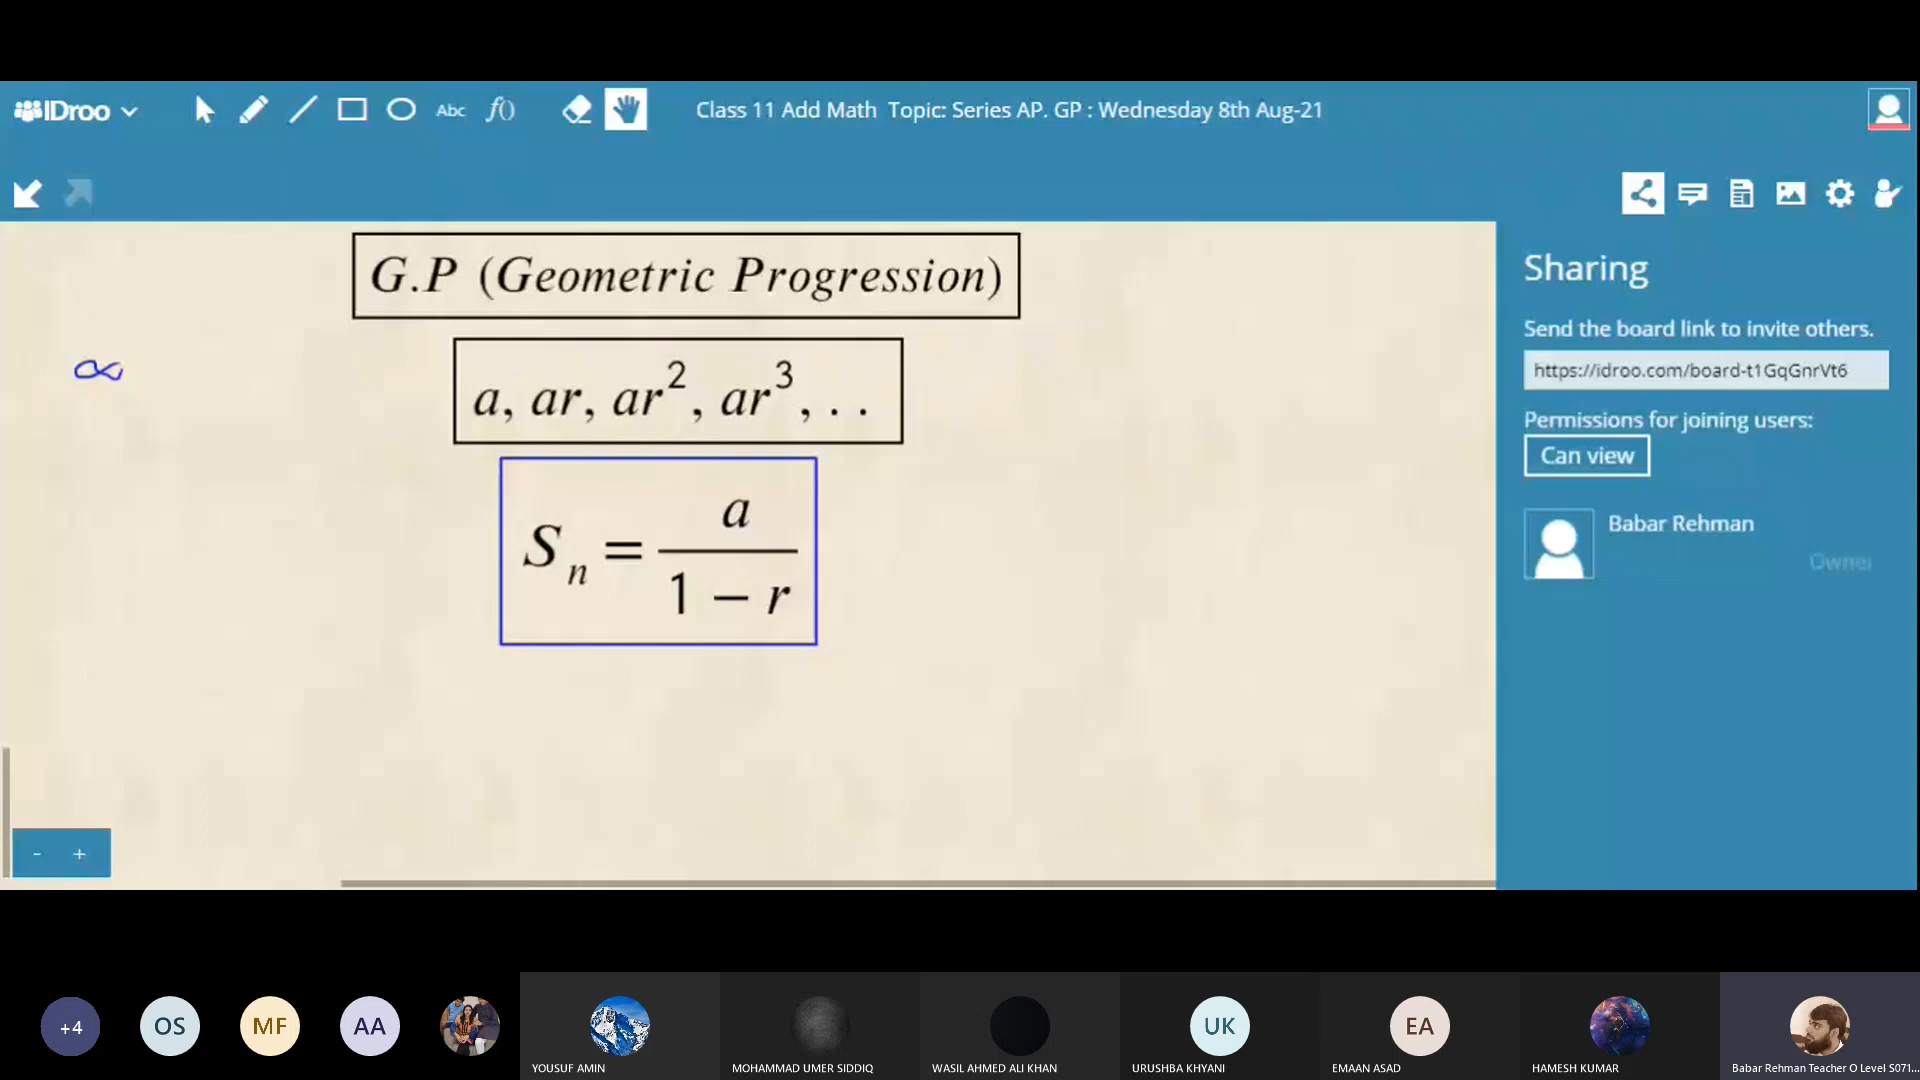 IDroo
Abc
f()
Class 11 Add Math Topic: Series AP. GP : Wednesday 8th Aug-21
G.P (Geometric Progression)
∝
a, ar, ar², ar³, . .
Sₙ = a / (1 − r)
- +
Sharing
Send the board link to invite others.
https://idroo.com/board-t1GqGnrVt6
Permissions for joining users:
Can view
Babar Rehman
Owner
+4
OS
MF
AA
YOUSUF AMIN
MOHAMMAD UMER SIDDIQ
WASIL AHMED ALI KHAN
UK
URUSHBA KHYANI
EA
EMAAN ASAD
HAMESH KUMAR
Babar Rehman Teacher O Level S071...